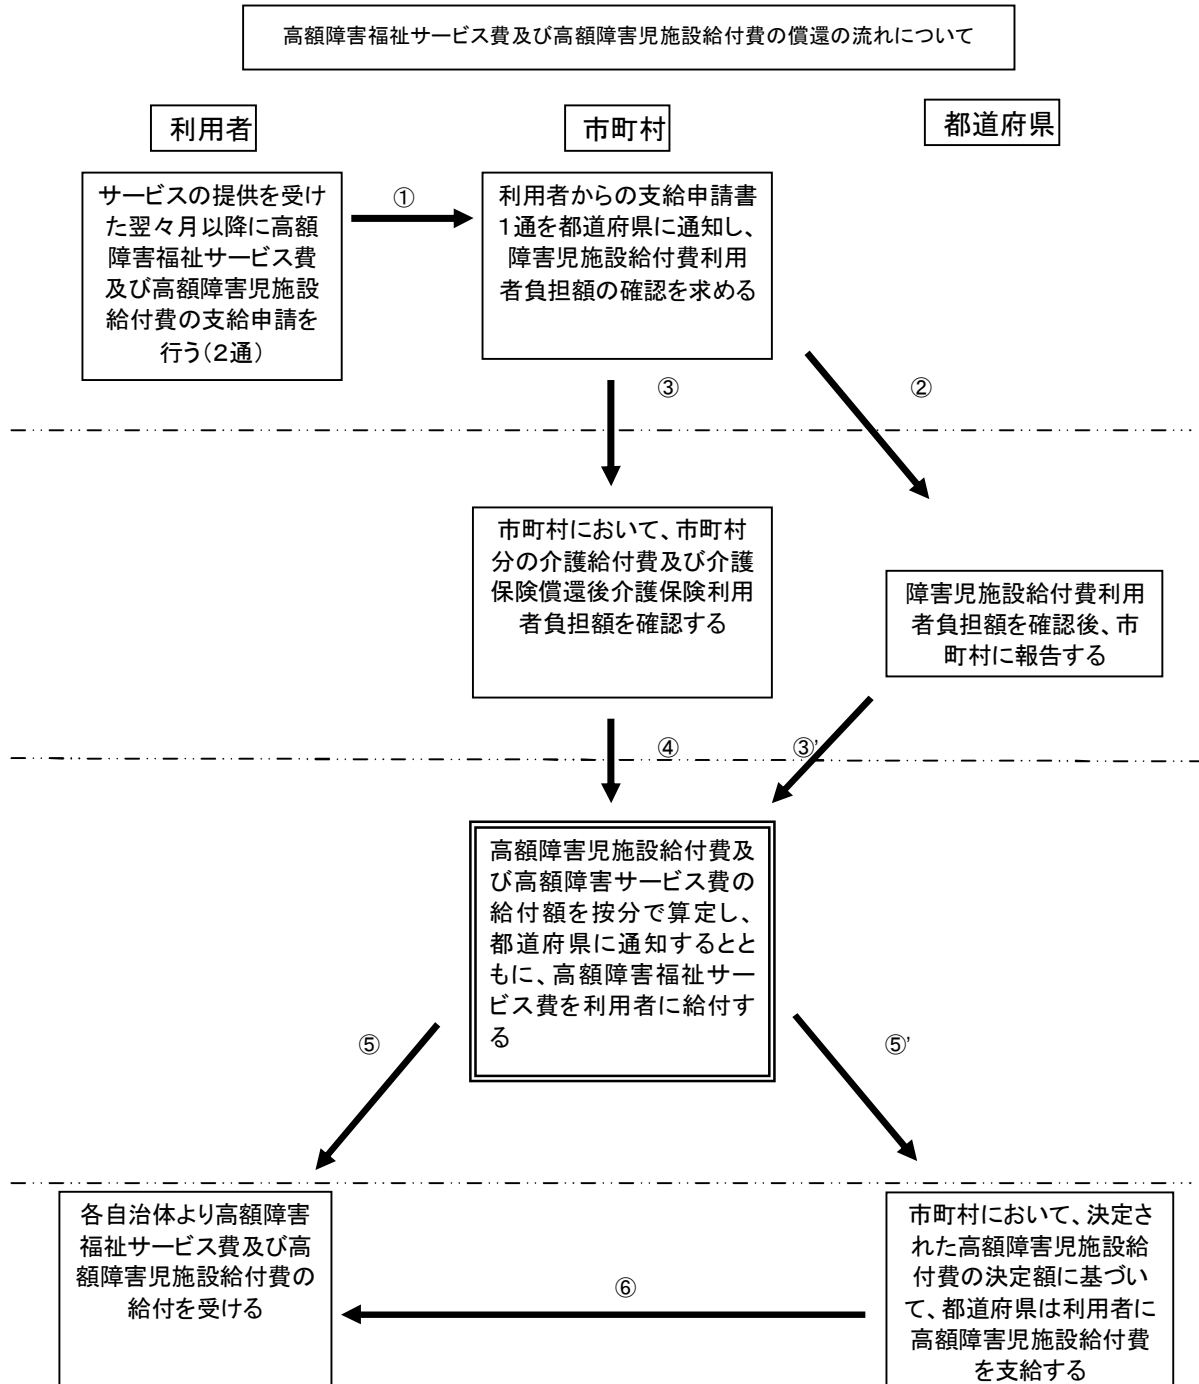 高額障害福祉サービス費及び高額障害児施設給付費の償還の流れについて
利用者
市町村
都道府県
サービスの提供を受け
た翌々月以降に高額
障害福祉サービス費
及び高額障害児施設
給付費の支給申請を
行う(2通)
①
利用者からの支給申請書
1通を都道府県に通知し、
障害児施設給付費利用
者負担額の確認を求める
③
②
市町村において、市町村
分の介護給付費及び介護
保険償還後介護保険利用
者負担額を確認する
障害児施設給付費利用
者負担額を確認後、市
町村に報告する
④
③’
高額障害児施設給付費及
び高額障害サービス費の
給付額を按分で算定し、
都道府県に通知するとと
もに、高額障害福祉サー
ビス費を利用者に給付す
る
⑤
⑤’
各自治体より高額障害
福祉サービス費及び高
額障害児施設給付費の
給付を受ける
⑥
市町村において、決定さ
れた高額障害児施設給
付費の決定額に基づい
て、都道府県は利用者に
高額障害児施設給付費
を支給する